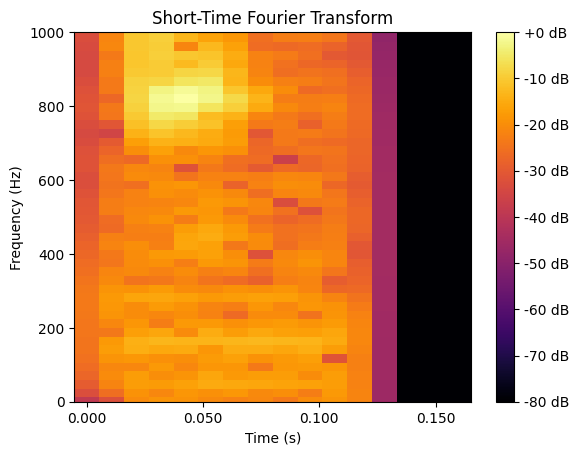 Short-Time Fourier Transform
1000
800
600
400
200
0
Frequency (Hz)
0.000
0.050
0.100
0.150
Time (s)
+0 dB
-10 dB
-20 dB
-30 dB
-40 dB
-50 dB
-60 dB
-70 dB
-80 dB